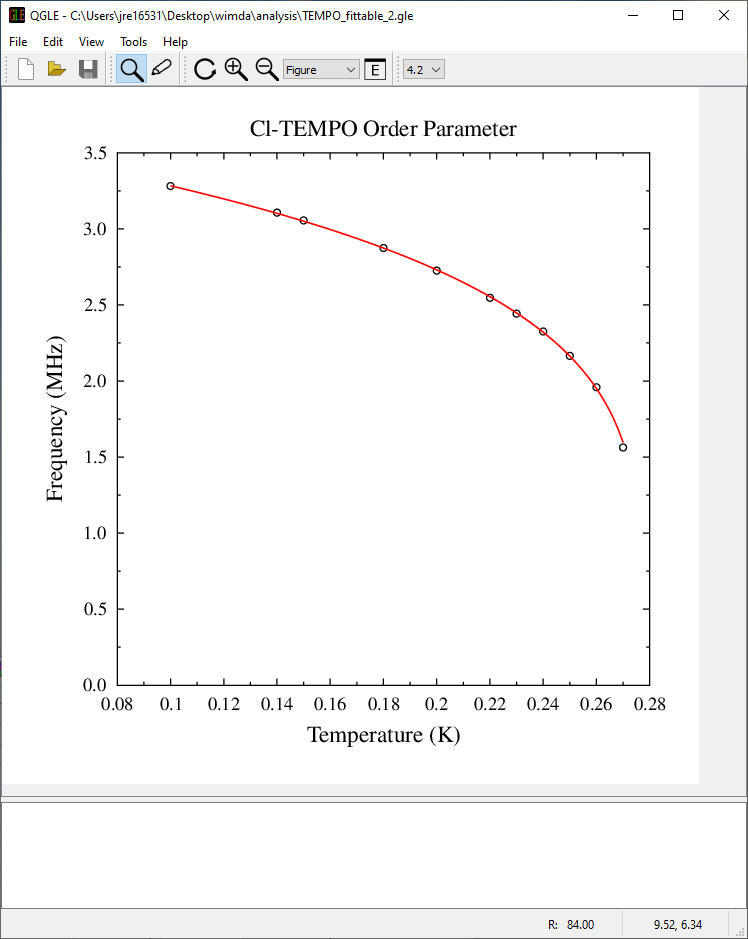 QGLE - C:\Users\jre16531\Desktop\wimda\analysis\TEMPO_fittable_2.gle
File Edit View Tools Help
Figure E 4.2
Cl-TEMPO Order Parameter
3.5
3.0
2.5
2.0
1.5
1.0
0.5
0.0
Frequency (MHz)
0.08 0.1 0.12 0.14 0.16 0.18 0.2 0.22 0.24 0.26 0.28
Temperature (K)
R: 84.00 9.52, 6.34